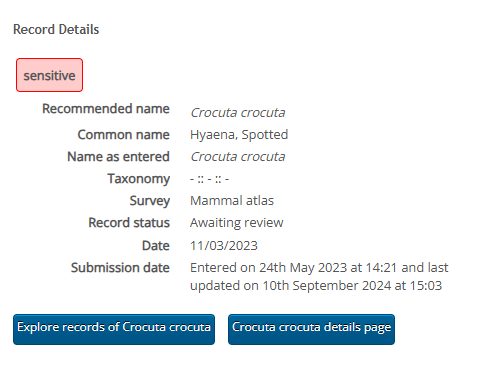 Record Details
sensitive
Recommended name Crocuta crocuta
Common name Hyaena, Spotted
Name as entered Crocuta crocuta
Taxonomy - :: - :: -
Survey Mammal atlas
Record status Awaiting review
Date 11/03/2023
Submission date Entered on 24th May 2023 at 14:21 and last
updated on 10th September 2024 at 15:03
Explore records of Crocuta crocuta Crocuta crocuta details page